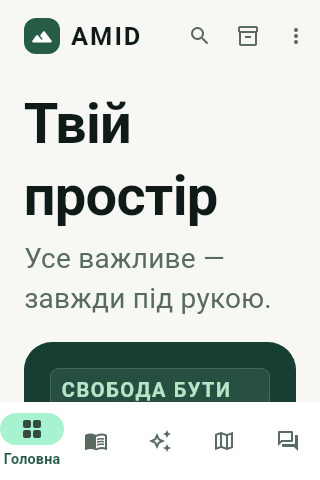 AMID
Твій
простір
Усе важливе —
завжди під рукою.
СВОБОДА БУТИ
Головна